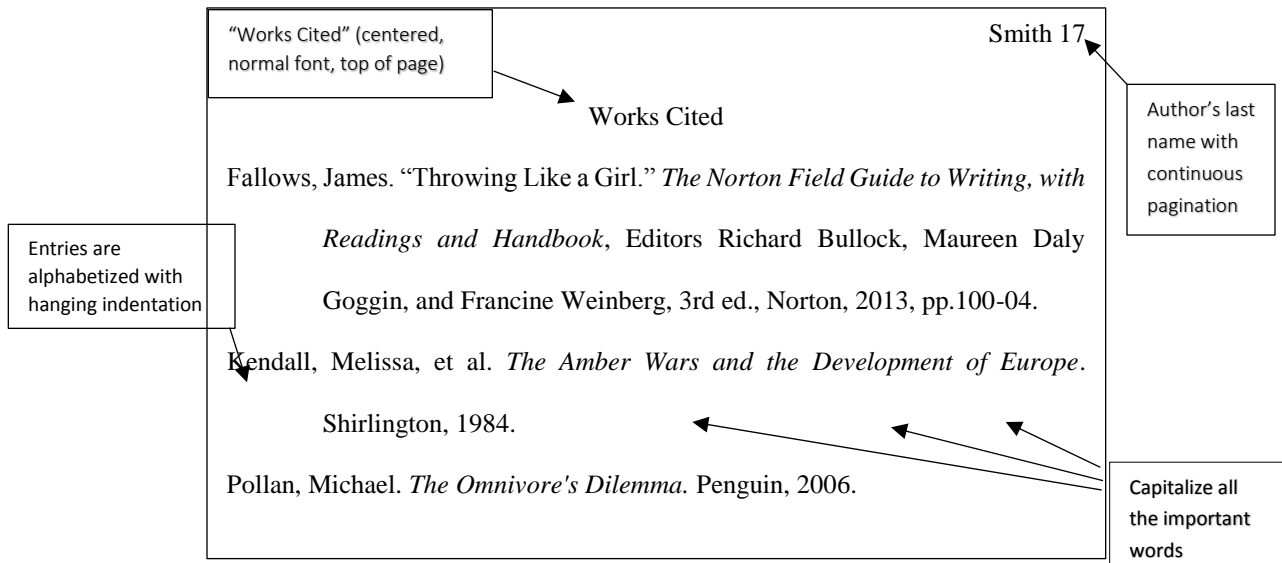 “Works Cited” (centered,
normal font, top of page)
Smith 17
Author’s last
name with
continuous
pagination
Works Cited
Fallows, James. “Throwing Like a Girl.” The Norton Field Guide to Writing, with
Readings and Handbook, Editors Richard Bullock, Maureen Daly
Goggin, and Francine Weinberg, 3rd ed., Norton, 2013, pp.100-04.
Entries are
alphabetized with
hanging indentation
Kendall, Melissa, et al. The Amber Wars and the Development of Europe.
Shirlington, 1984.
Pollan, Michael. The Omnivore's Dilemma. Penguin, 2006.
Capitalize all
the important
words